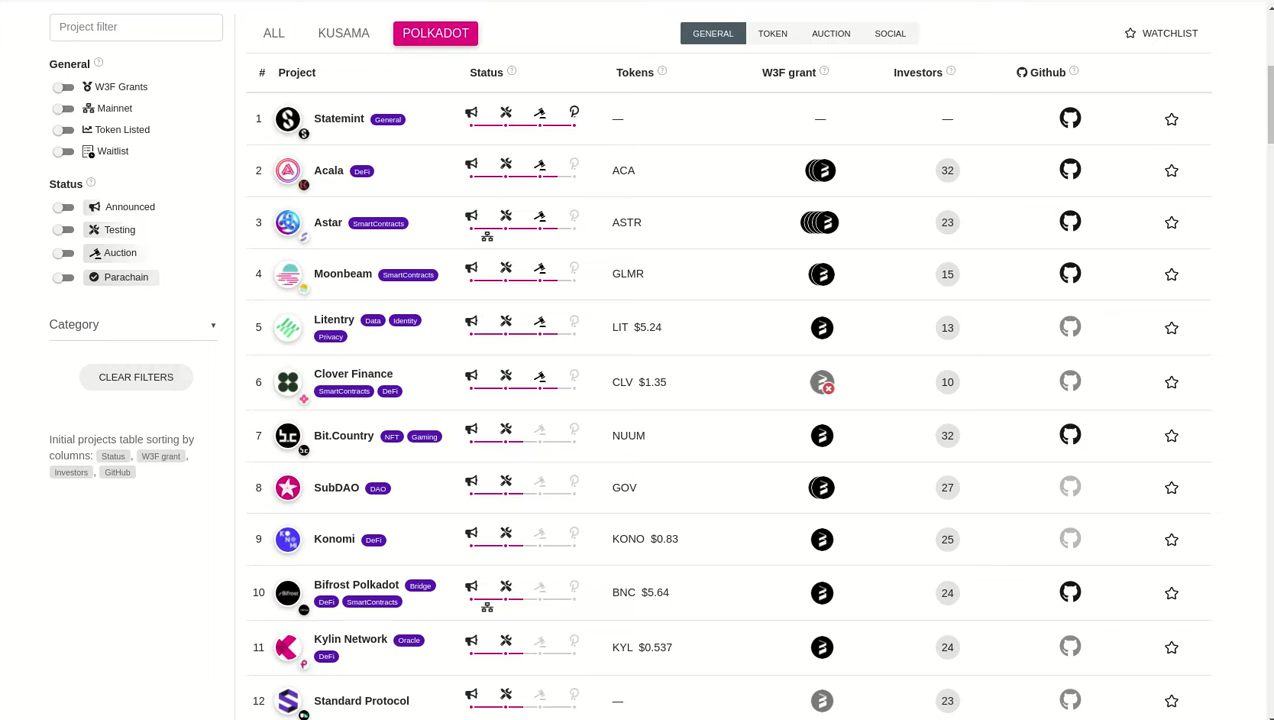 Project filter
ALL KUSAMA POLKADOT GENERAL TOKEN AUCTION SOCIAL WATCHLIST
General ?
W3F Grants
Mainnet
Token Listed
Waitlist
Status ?
Announced
Testing
Auction
Parachain
Category
CLEAR FILTERS
Initial projects table sorting by
columns: Status, W3F grant,
Investors, GitHub
# Project Status ? Tokens ? W3F grant ? Investors ? Github ?
1 Statemint General — — —
2 Acala DeFi ACA 32
3 Astar SmartContracts ASTR 23
4 Moonbeam SmartContracts GLMR 15
5 Litentry Data Identity LIT $5.24 13
Privacy
6 Clover Finance CLV $1.35 10
SmartContracts DeFi
7 Bit.Country NFT Gaming NUUM 32
8 SubDAO DAO GOV 27
9 Konomi DeFi KONO $0.83 25
10 Bifrost Polkadot Bridge BNC $5.64 24
DeFi SmartContracts
11 Kylin Network Oracle KYL $0.537 24
DeFi
12 Standard Protocol — 23